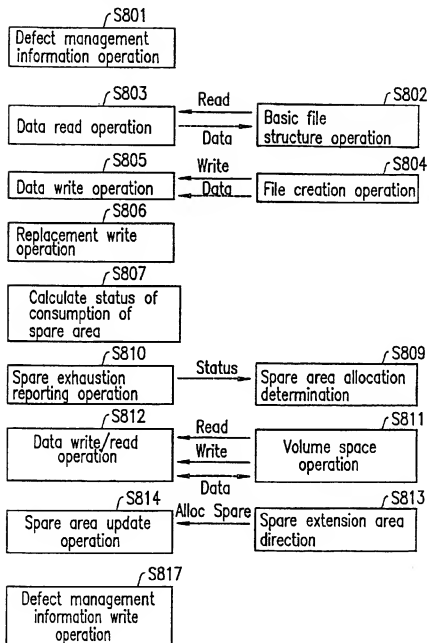 S801
Defect management
information operation
S803
Read
S802
Data read operation
Data
Basic file
structure operation
S805
Write
S804
Data write operation
Data
File creation operation
S806
Replacement write
operation
S807
Calculate status of
consumption of
spare area
S810
Status
S809
Spare exhaustion
reporting operation
Spare area allocation
determination
S812
Read
S811
Data write/read
operation
Write
Volume space
operation
Data
S814
Alloc Spare
S813
Spare area update
operation
Spare extension area
direction
S817
Defect management
information write
operation